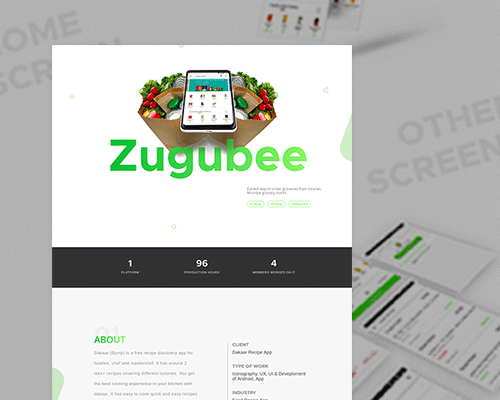 HOME
SCREEN
OTHER
SCREEN
Zugubee
Easiest way to order groceries from nearest
Mumbai grocery stores
1
PLATFORM
96
PRODUCTION HOURS
4
MEMBERS WORKED ON IT
01
ABOUT
Dakaar (Burrp) is a free recipe discovery app for
foodies, chef and masterchef. It has around 2
lakh+ recipes covering different cuisines. You get
the best cooking experience in your kitchen with
dakaar. It has easy to cook quick and easy recipes
CLIENT
Dakaar Recipe App
TYPE OF WORK
Iconography, UX, UI & Development
of Android, App
INDUSTRY